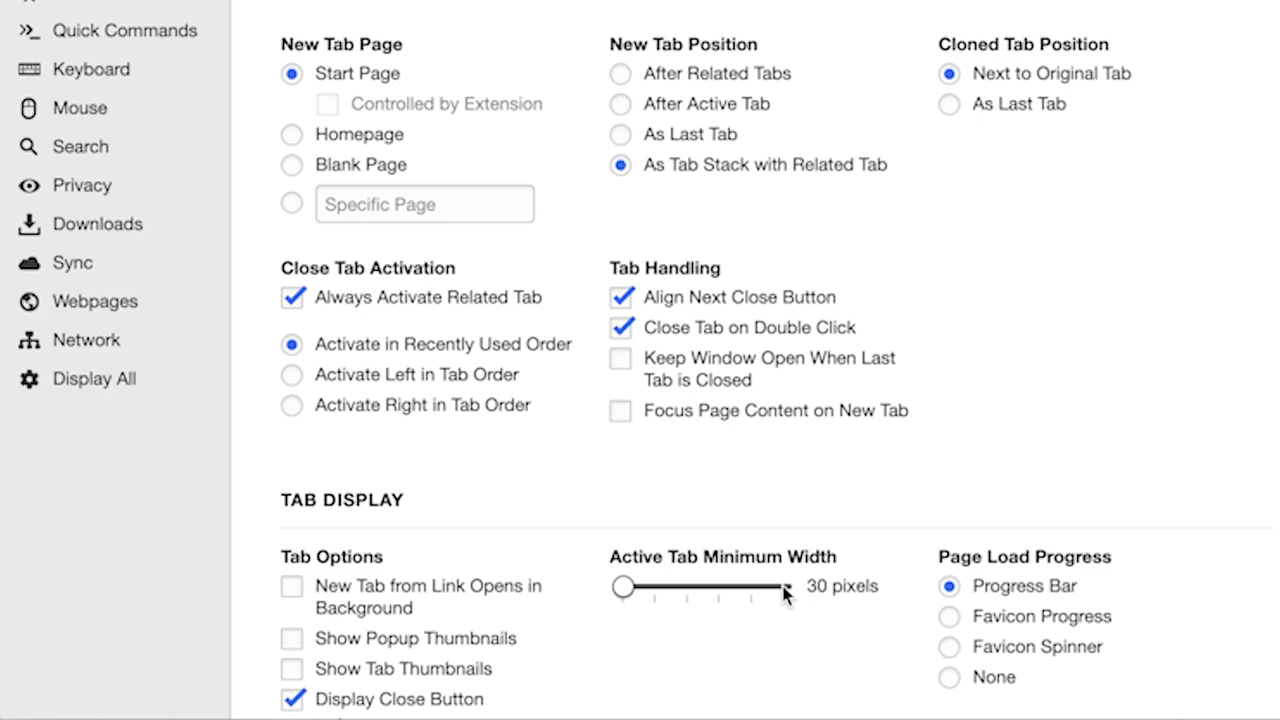 Quick Commands
Keyboard
Mouse
Search
Privacy
Downloads
Sync
Webpages
Network
Display All
New Tab Page
Start Page
Controlled by Extension
Homepage
Blank Page
Specific Page
New Tab Position
After Related Tabs
After Active Tab
As Last Tab
As Tab Stack with Related Tab
Cloned Tab Position
Next to Original Tab
As Last Tab
Close Tab Activation
Always Activate Related Tab
Activate in Recently Used Order
Activate Left in Tab Order
Activate Right in Tab Order
Tab Handling
Align Next Close Button
Close Tab on Double Click
Keep Window Open When Last
Tab is Closed
Focus Page Content on New Tab
TAB DISPLAY
Tab Options
New Tab from Link Opens in
Background
Show Popup Thumbnails
Show Tab Thumbnails
Display Close Button
Active Tab Minimum Width
30 pixels
Page Load Progress
Progress Bar
Favicon Progress
Favicon Spinner
None